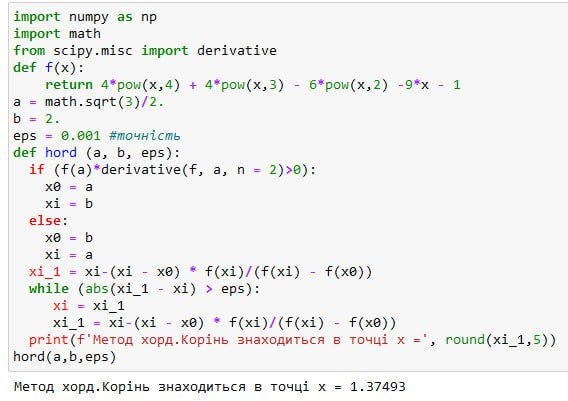 import numpy as np
import math
from scipy.misc import derivative
def f(x):
    return 4*pow(x,4) + 4*pow(x,3) - 6*pow(x,2) -9*x - 1
a = math.sqrt(3)/2.
b = 2.
eps = 0.001 #точність
def hord (a, b, eps):
  if (f(a)*derivative(f, a, n = 2)>0):
    x0 = a
    xi = b
  else:
    x0 = b
    xi = a
  xi_1 = xi-(xi - x0) * f(xi)/(f(xi) - f(x0))
  while (abs(xi_1 - xi) > eps):
     xi = xi_1
     xi_1 = xi-(xi - x0) * f(xi)/(f(xi) - f(x0))
  print(f'Метод хорд.Корінь знаходиться в точці x =', round(xi_1,5))
hord(a,b,eps)
Метод хорд.Корінь знаходиться в точці x = 1.37493